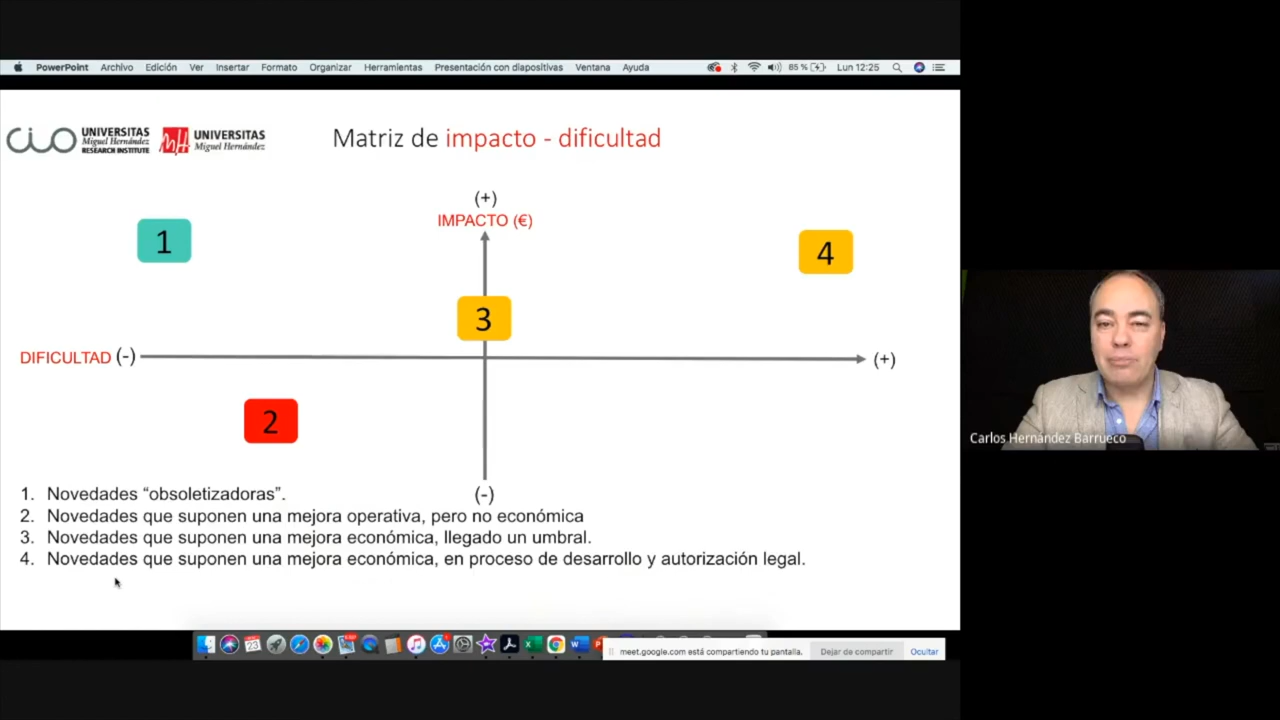 PowerPoint Archivo Edición Ver Insertar Formato Organizar Herramientas Presentación con diapositivas Ventana Ayuda 65 % Lun 12:25
CIO UNIVERSITAS Miguel Hernández RESEARCH INSTITUTE
UNIVERSITAS Miguel Hernández
Matriz de impacto - dificultad
(+)
IMPACTO (€)
1
4
3
DIFICULTAD (-)
(+)
2
(-)
1. Novedades “obsoletizadoras”.
2. Novedades que suponen una mejora operativa, pero no económica
3. Novedades que suponen una mejora económica, llegado un umbral.
4. Novedades que suponen una mejora económica, en proceso de desarrollo y autorización legal.
Carlos Hernández Barrueco
23
meet.google.com está compartiendo tu pantalla. Dejar de compartir Ocultar